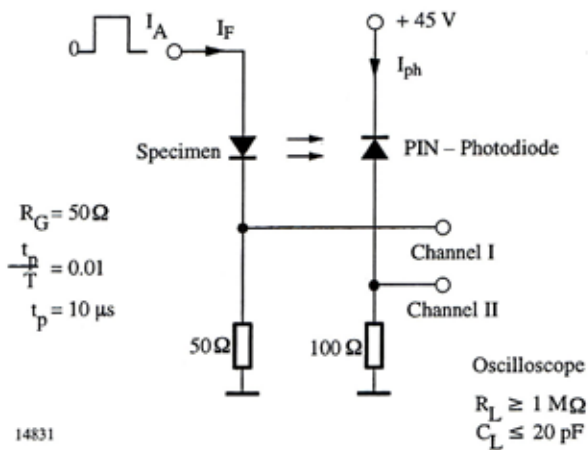 0
I_A
I_F
+ 45 V
I_ph
Specimen
PIN – Photodiode
R_G = 50 Ω
t_p
T
= 0.01
t_p = 10 μs
Channel I
Channel II
50 Ω
100 Ω
Oscilloscope
R_L ≥ 1 MΩ
C_L ≤ 20 pF
14831